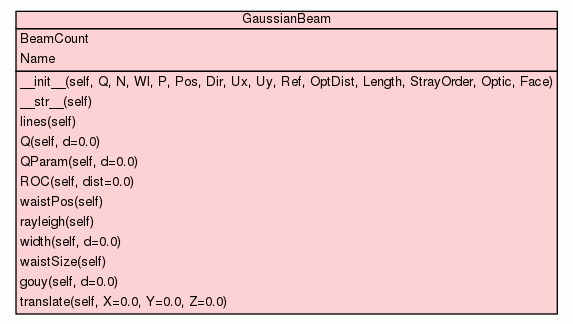 GaussianBeam
BeamCount
Name
__init__(self, Q, N, Wl, P, Pos, Dir, Ux, Uy, Ref, OptDist, Length, StrayOrder, Optic, Face)
__str__(self)
lines(self)
Q(self, d=0.0)
QParam(self, d=0.0)
ROC(self, dist=0.0)
waistPos(self)
rayleigh(self)
width(self, d=0.0)
waistSize(self)
gouy(self, d=0.0)
translate(self, X=0.0, Y=0.0, Z=0.0)